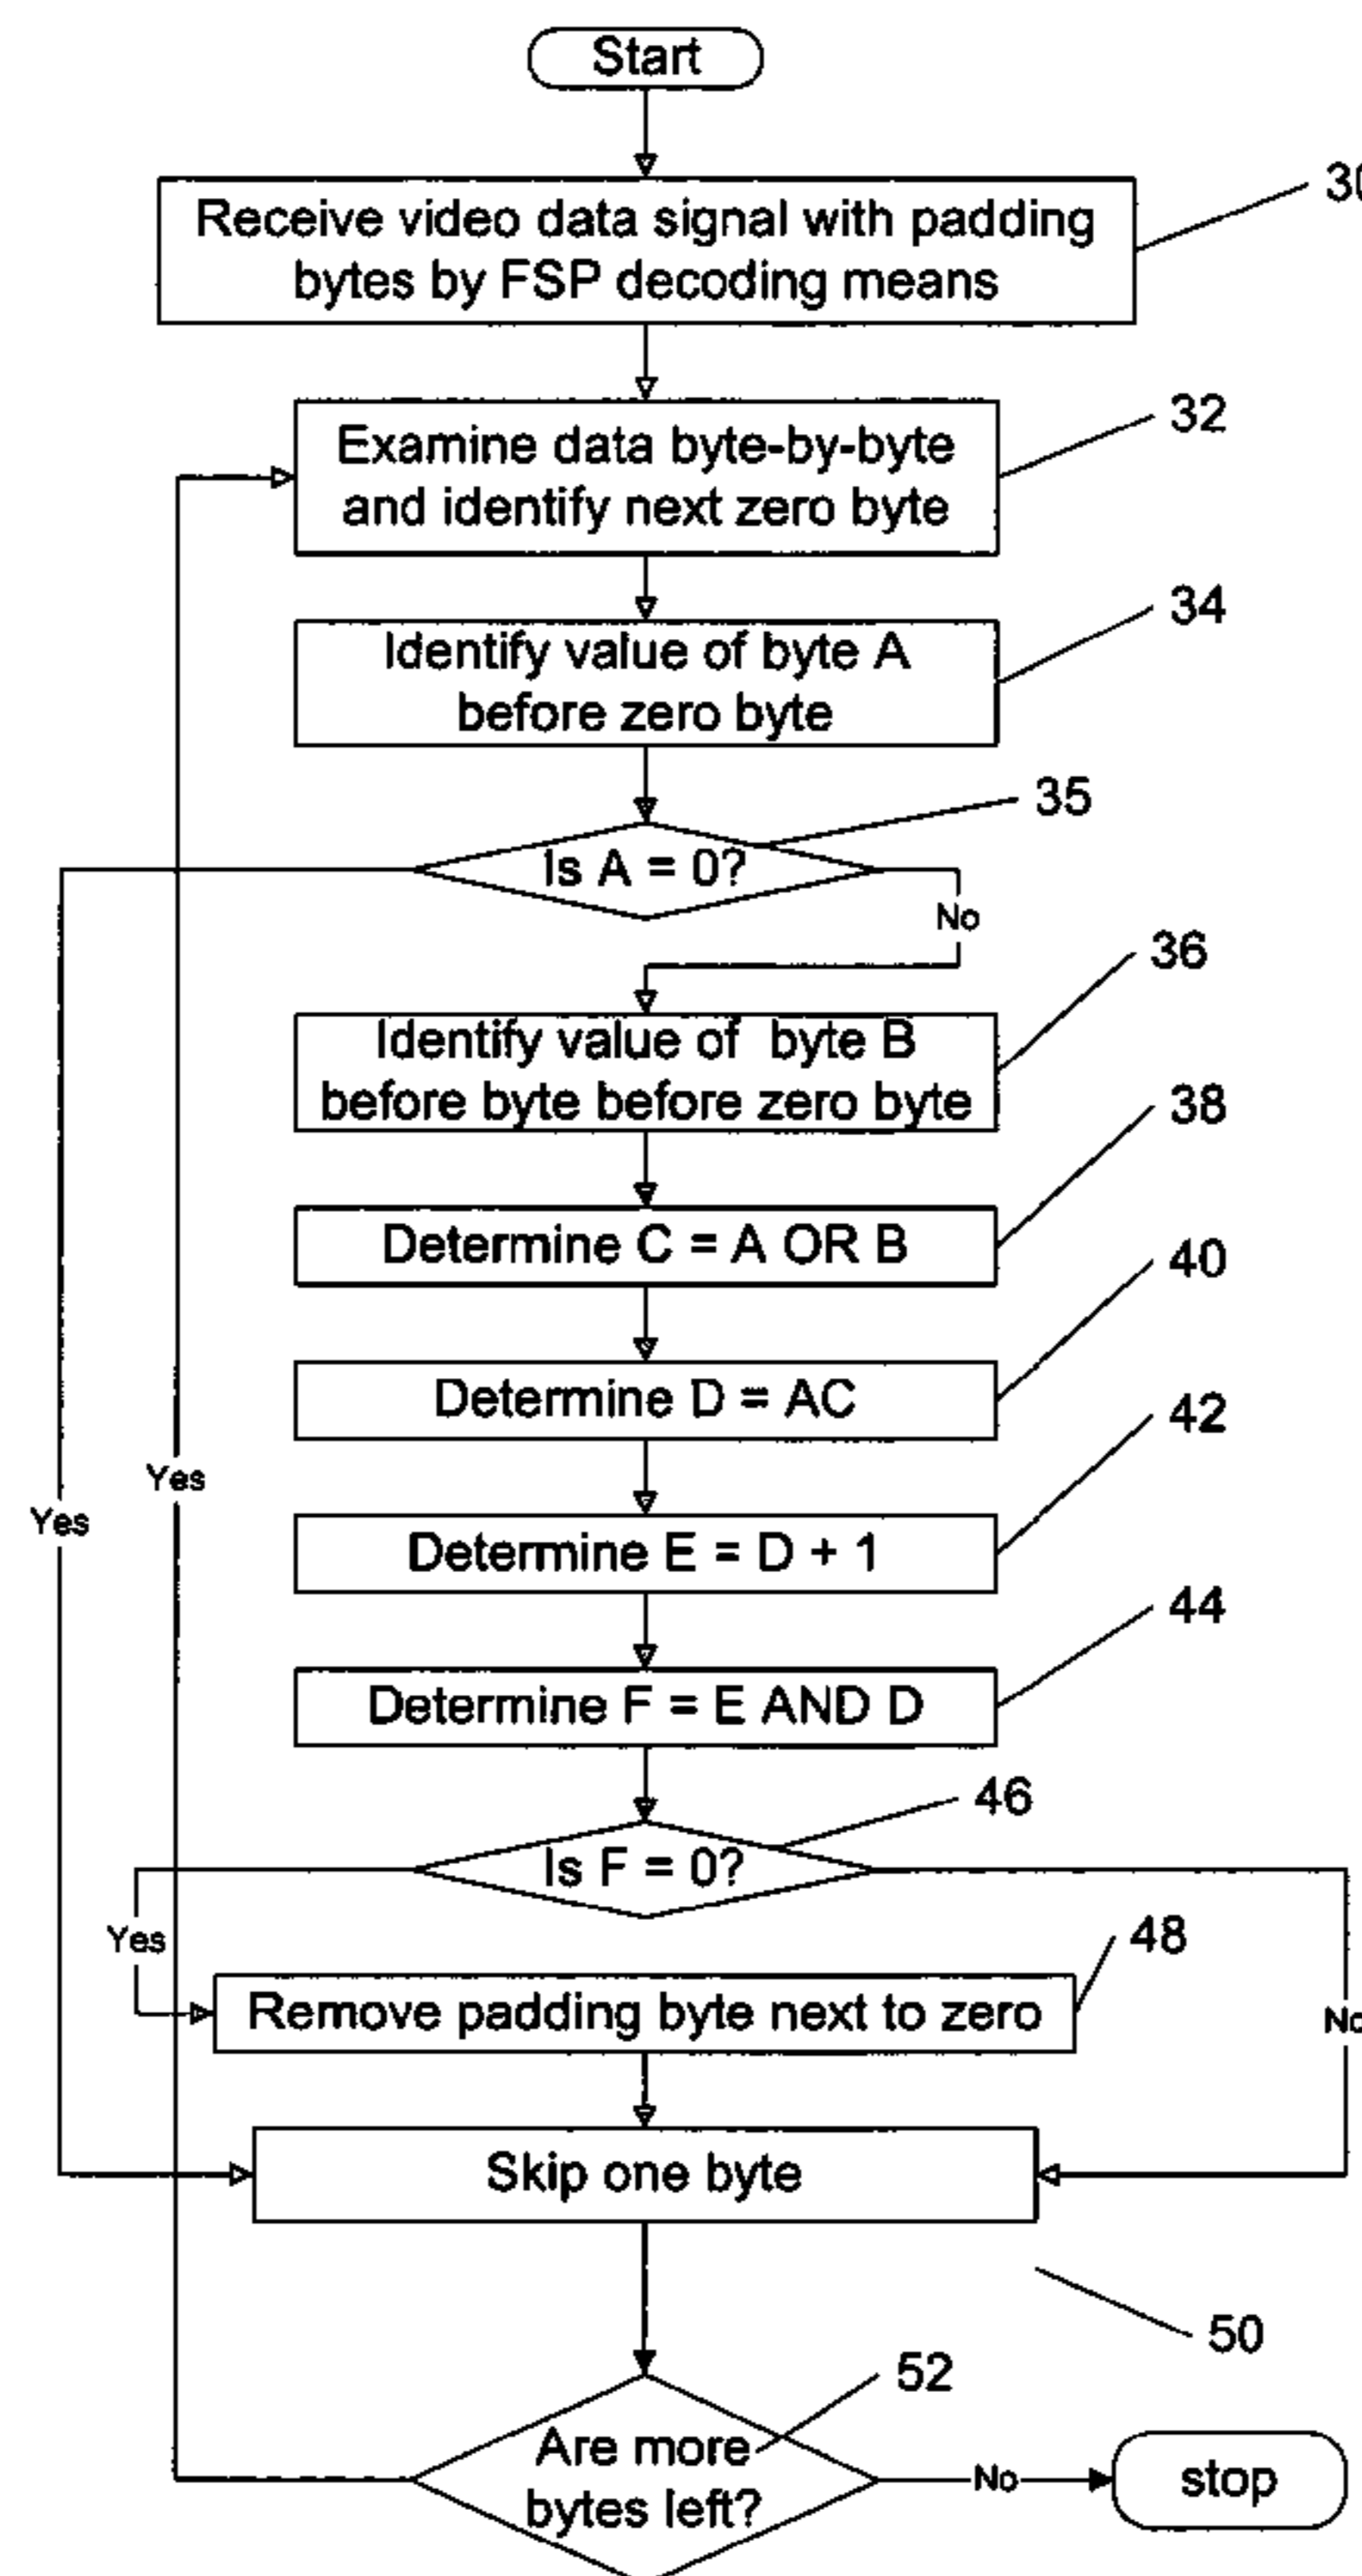 Start
Receive video data signal with padding
bytes by FSP decoding means
30
Examine data byte-by-byte
and identify next zero byte
32
Identify value of byte A
before zero byte
34
Is A = 0?
35
No
Identify value of byte B
before byte before zero byte
36
Determine C = A OR B
38
Determine D = AC
40
Yes
Yes
Determine E = D + 1
42
Determine F = E AND D
44
Is F = 0?
46
Yes
Remove padding byte next to zero
48
No
Skip one byte
50
Are more
bytes left?
52
No
stop